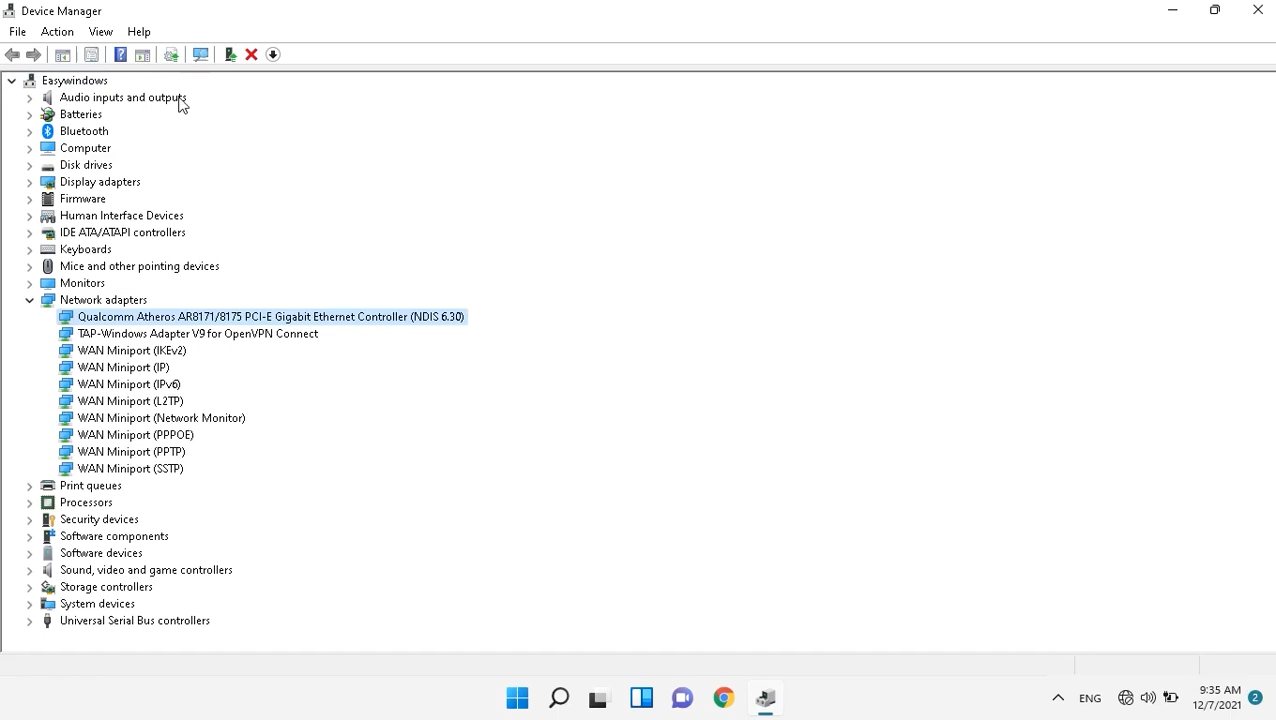 Device Manager
File Action View Help
Easywindows
Audio inputs and outputs
Batteries
Bluetooth
Computer
Disk drives
Display adapters
Firmware
Human Interface Devices
IDE ATA/ATAPI controllers
Keyboards
Mice and other pointing devices
Monitors
Network adapters
Qualcomm Atheros AR8171/8175 PCI-E Gigabit Ethernet Controller (NDIS 6.30)
TAP-Windows Adapter V9 for OpenVPN Connect
WAN Miniport (IKEv2)
WAN Miniport (IP)
WAN Miniport (IPv6)
WAN Miniport (L2TP)
WAN Miniport (Network Monitor)
WAN Miniport (PPPOE)
WAN Miniport (PPTP)
WAN Miniport (SSTP)
Print queues
Processors
Security devices
Software components
Software devices
Sound, video and game controllers
Storage controllers
System devices
Universal Serial Bus controllers
ENG
9:35 AM
12/7/2021
2